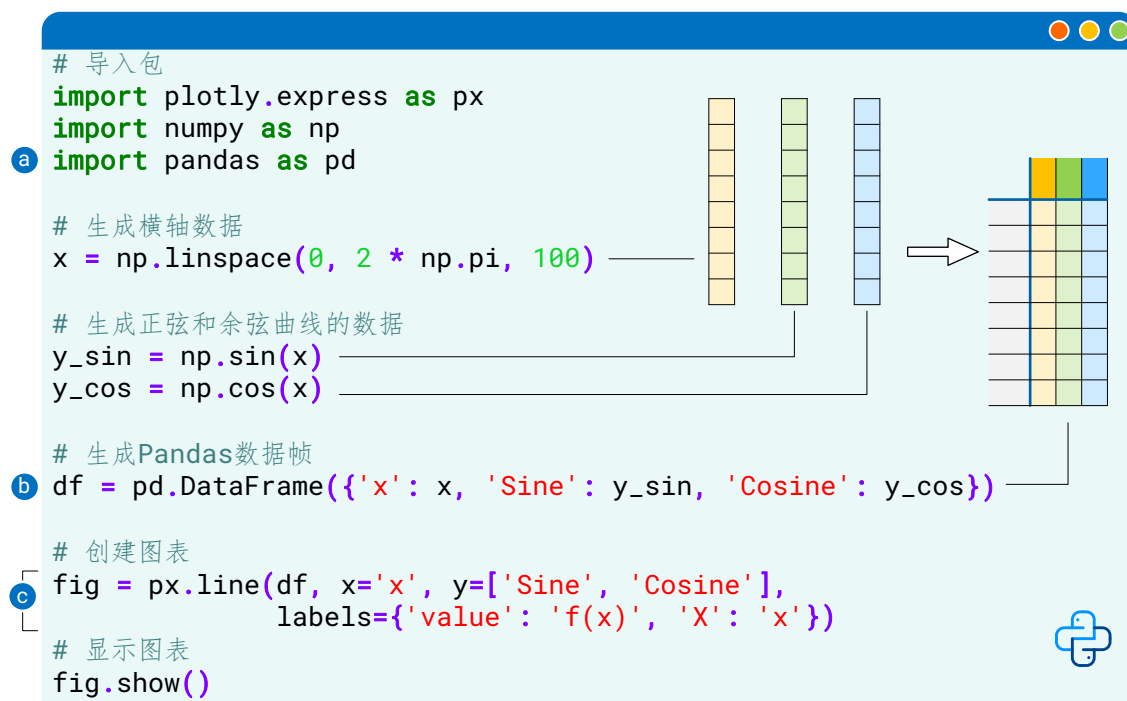 # 导入包
import plotly.express as px
import numpy as np
a import pandas as pd
# 生成横轴数据
x = np.linspace(0, 2 * np.pi, 100)
# 生成正弦和余弦曲线的数据
y_sin = np.sin(x)
y_cos = np.cos(x)
# 生成Pandas数据帧
b df = pd.DataFrame({'x': x, 'Sine': y_sin, 'Cosine': y_cos})
# 创建图表
c fig = px.line(df, x='x', y=['Sine', 'Cosine'],
labels={'value': 'f(x)', 'X': 'x'})
# 显示图表
fig.show()